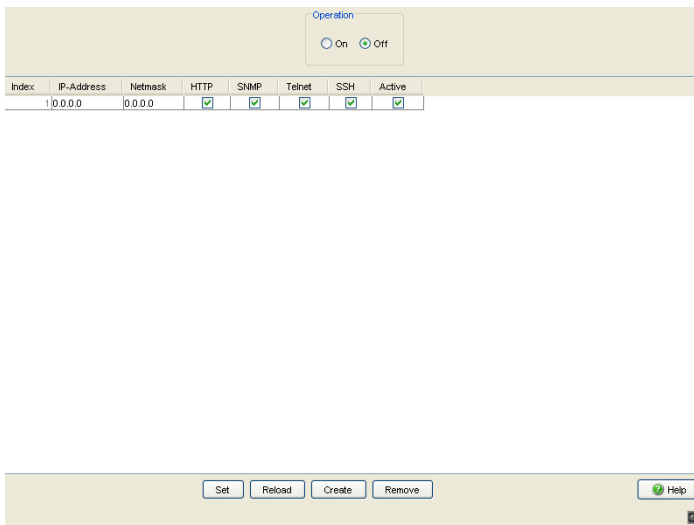 Operation
On Off
Index IP-Address Netmask HTTP SNMP Telnet SSH Active
1 0.0.0.0 0.0.0.0
Set Reload Create Remove Help